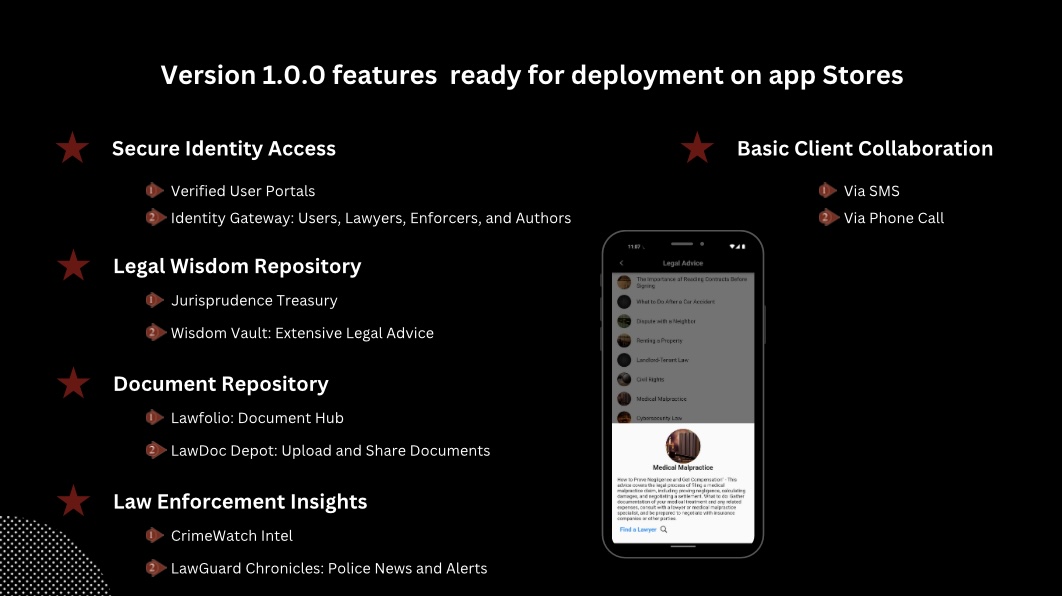 Version 1.0.0 features ready for deployment on app Stores
Secure Identity Access
1 Verified User Portals
2 Identity Gateway: Users, Lawyers, Enforcers, and Authors
Legal Wisdom Repository
1 Jurisprudence Treasury
2 Wisdom Vault: Extensive Legal Advice
Document Repository
1 Lawfolio: Document Hub
2 LawDoc Depot: Upload and Share Documents
Law Enforcement Insights
1 CrimeWatch Intel
2 LawGuard Chronicles: Police News and Alerts
Basic Client Collaboration
1 Via SMS
2 Via Phone Call
Legal Advice
The Importance of Reading Contracts Before
Signing
What to Do After a Car Accident
Dispute with a Neighbor
Renting a Property
Landlord-Tenant Law
Civil Rights
Medical Malpractice
Cybersecurity Law
Medical Malpractice
How to Prove Negligence and Get Compensation" - This
advice covers the legal process of filing a medical
malpractice claim, including proving negligence, calculating
damages, and negotiating a settlement. What to do: Gather
documentation of your medical treatment and any related
expenses, consult with a lawyer or medical malpractice
specialist, and be prepared to negotiate with insurance
companies or other parties.
Find a Lawyer